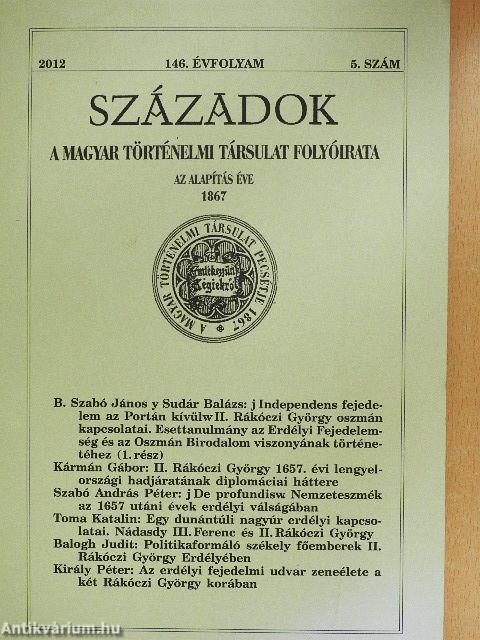 2012 146. ÉVFOLYAM 5. SZÁM
SZÁZADOK
A MAGYAR TÖRTÉNELMI TÁRSULAT FOLYÓIRATA
AZ ALAPÍTÁS ÉVE
1867
A MAGYAR TÖRTÉNELMI TÁRSULAT PECSÉTJE 1867
Emlékezzünk
Régiekről
B. Szabó János y Sudár Balázs: j Independens fejede-
lem az Portán kívülw II. Rákóczi György oszmán
kapcsolatai. Esettanulmány az Erdélyi Fejedelem-
ség és az Oszmán Birodalom viszonyának történe-
téhez (1. rész)
Kármán Gábor: II. Rákóczi György 1657. évi lengyel-
országi hadjáratának diplomáciai háttere
Szabó András Péter: j De profundisw Nemzeteszmék
az 1657 utáni évek erdélyi válságában
Toma Katalin: Egy dunántúli nagyúr erdélyi kapcso-
latai. Nádasdy III. Ferenc és II. Rákóczi György
Balogh Judit: Politikaformáló székely főemberek II.
Rákóczi György Erdélyében
Király Péter: Az erdélyi fejedelmi udvar zeneélete a
két Rákóczi György korában
Antikvárium.hu